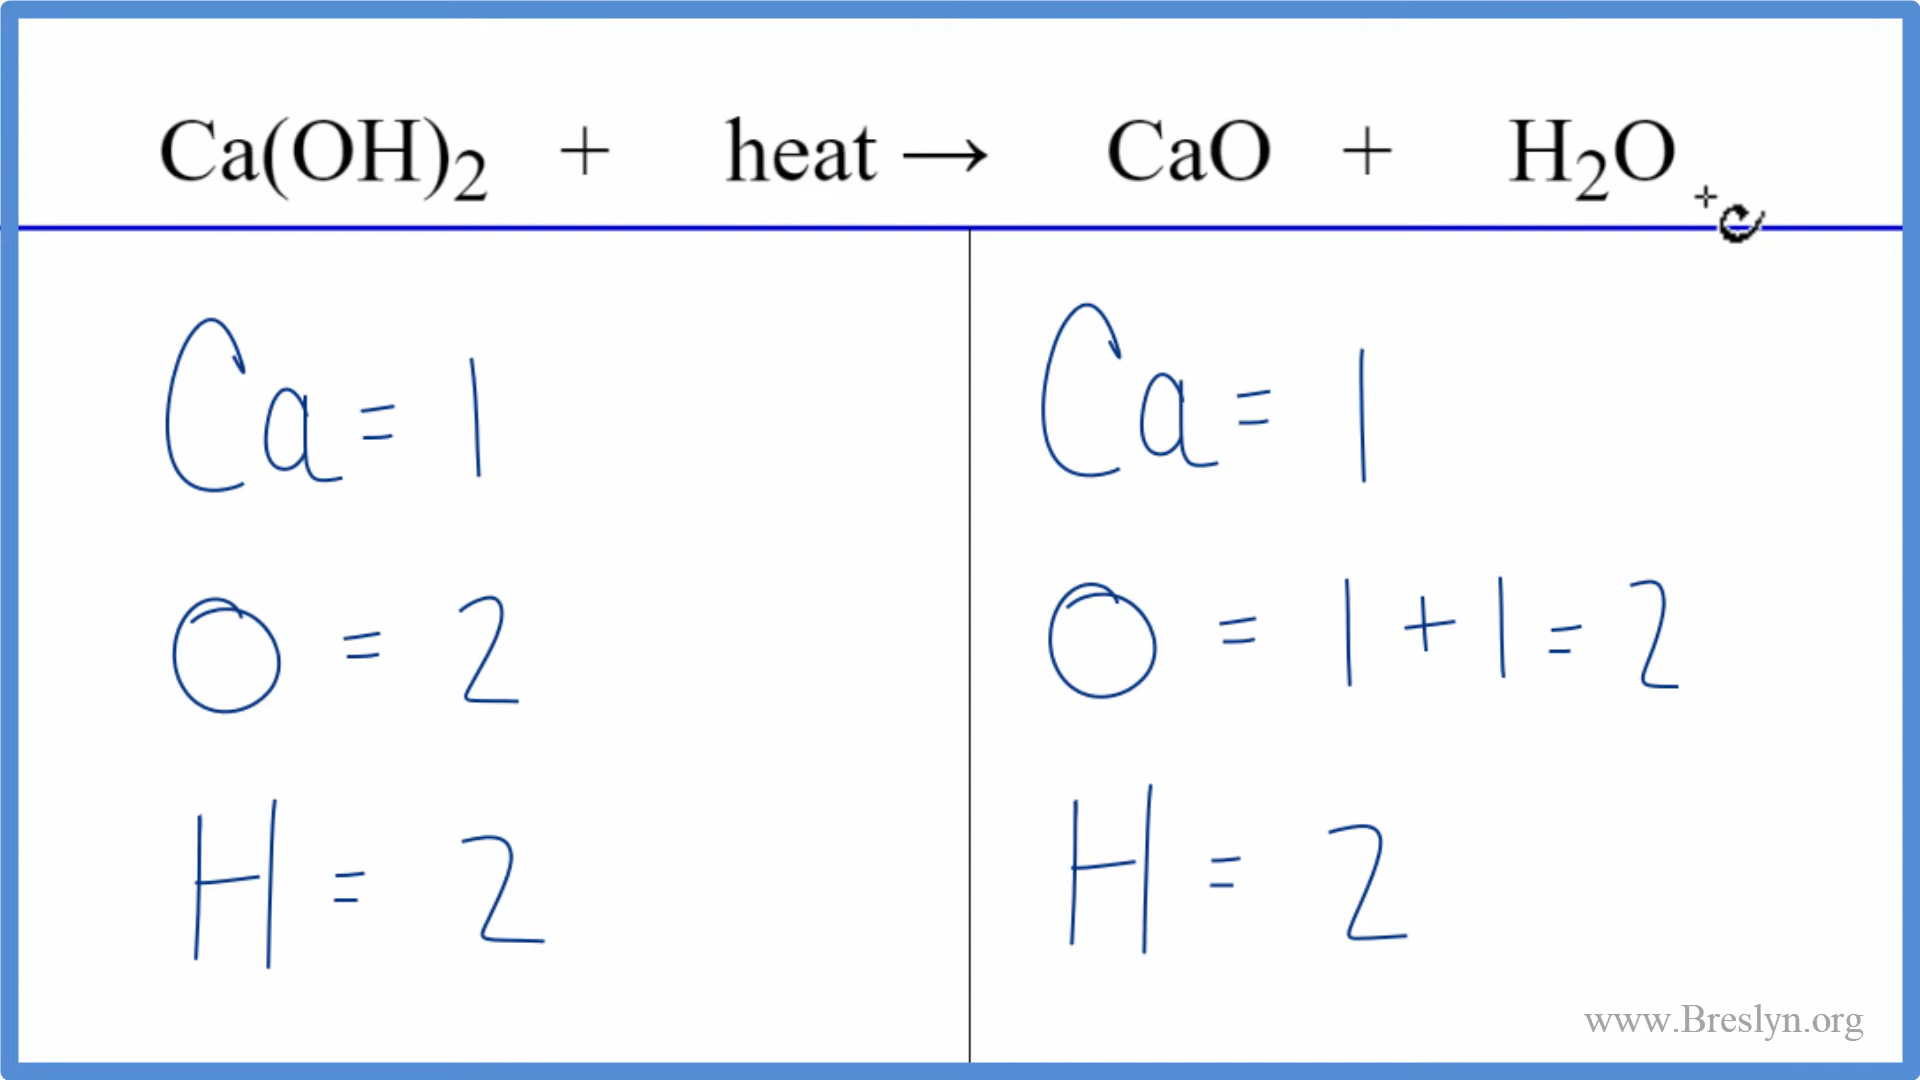 Ca(OH)₂ + heat → CaO + H₂O
Ca = 1
O = 2
H = 2
Ca = 1
O = 1 + 1 = 2
H = 2
www.Breslyn.org